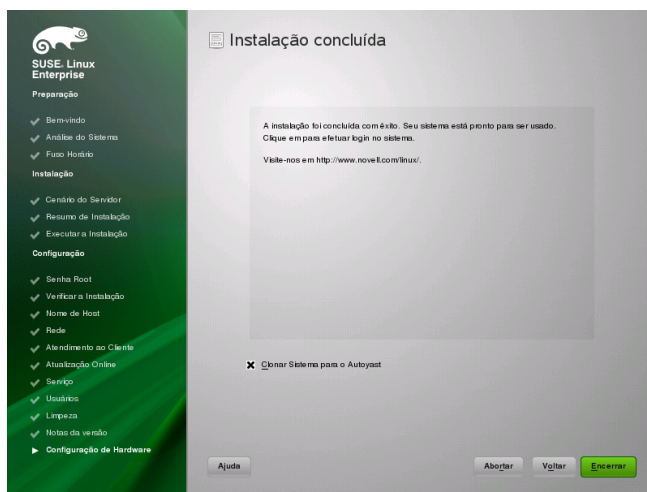 SUSE. Linux
Enterprise
Preparação
Bem-vindo
Análise do Sistema
Fuso Horário
Instalação
Cenário do Servidor
Resumo de Instalação
Executar a Instalação
Configuração
Senha Root
Verificar a Instalação
Nome de Host
Rede
Atendimento ao Cliente
Atualização Online
Serviço
Usuários
Limpeza
Notas da versão
Configuração de Hardware
Instalação concluída
A instalação foi concluída com êxito. Seu sistema está pronto para ser usado.
Clique em para efetuar login no sistema.
Visite-nos em http://www.novell.com/linux/.
Clonar Sistema para o Autoyast
Ajuda
Abortar
Voltar
Encerrar